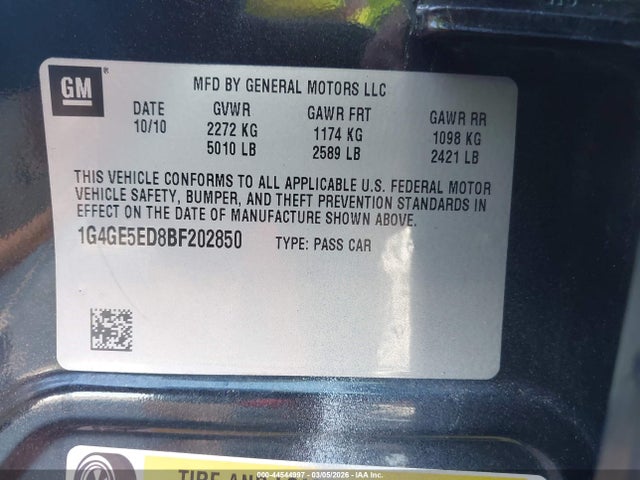 GM
MFD BY GENERAL MOTORS LLC
DATE GVWR GAWR FRT GAWR RR
10/10 2272 KG 1174 KG 1098 KG
5010 LB 2589 LB 2421 LB
THIS VEHICLE CONFORMS TO ALL APPLICABLE U.S. FEDERAL MOTOR
VEHICLE SAFETY, BUMPER, AND THEFT PREVENTION STANDARDS IN
EFFECT ON THE DATE OF MANUFACTURE SHOWN ABOVE.
1G4GE5ED8BF202850 TYPE: PASS CAR
TIRE AND
000-44544997 03/05/2026 - IAA, Inc.